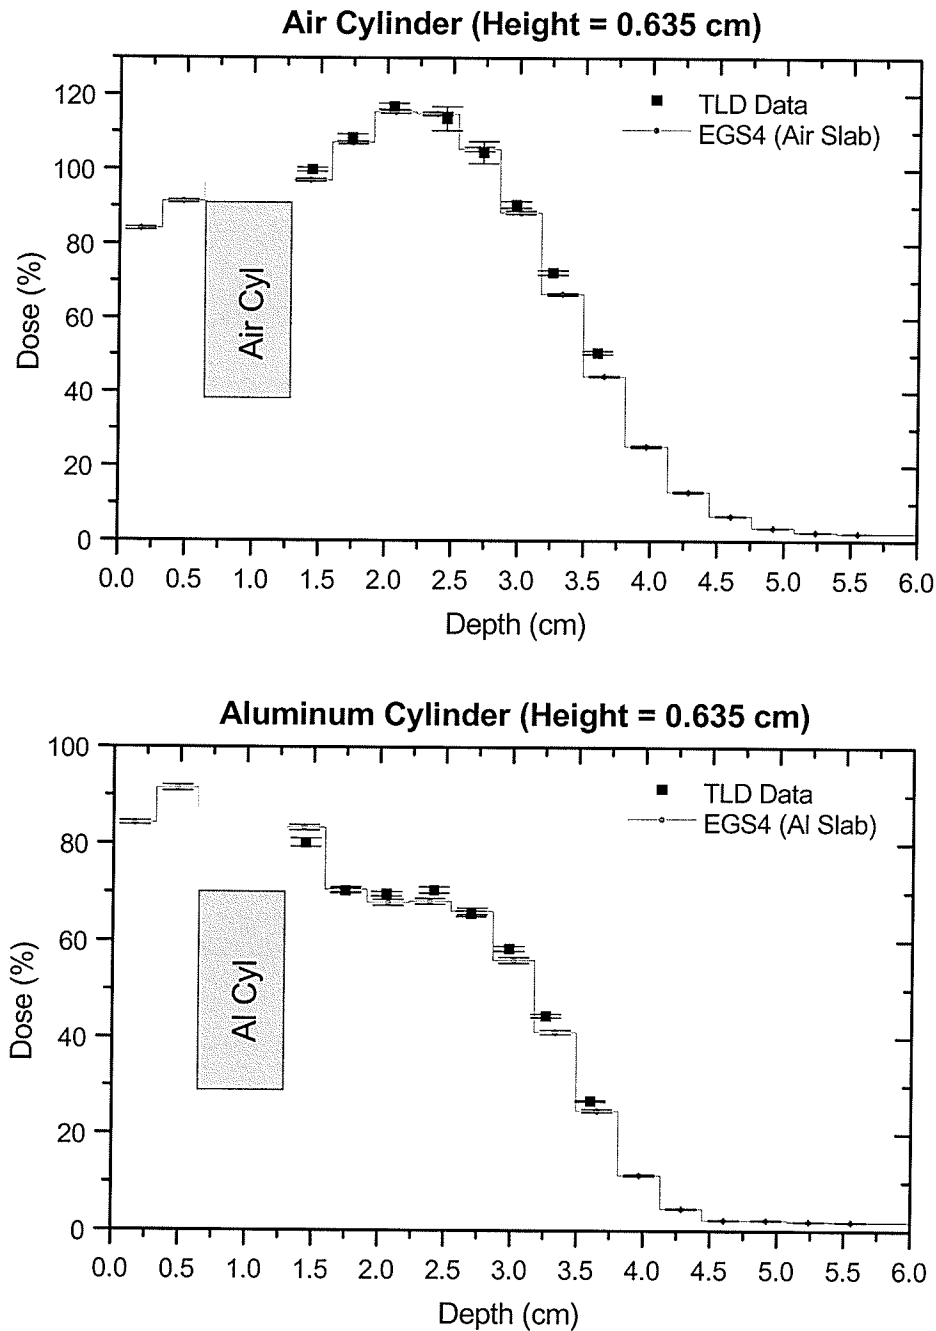 Air Cylinder (Height = 0.635 cm)
120
100
80
60
40
20
0
Dose (%)
TLD Data
EGS4 (Air Slab)
Air Cyl
0.0 0.5 1.0 1.5 2.0 2.5 3.0 3.5 4.0 4.5 5.0 5.5 6.0
Depth (cm)
Aluminum Cylinder (Height = 0.635 cm)
100
80
60
40
20
0
Dose (%)
TLD Data
EGS4 (Al Slab)
Al Cyl
0.0 0.5 1.0 1.5 2.0 2.5 3.0 3.5 4.0 4.5 5.0 5.5 6.0
Depth (cm)